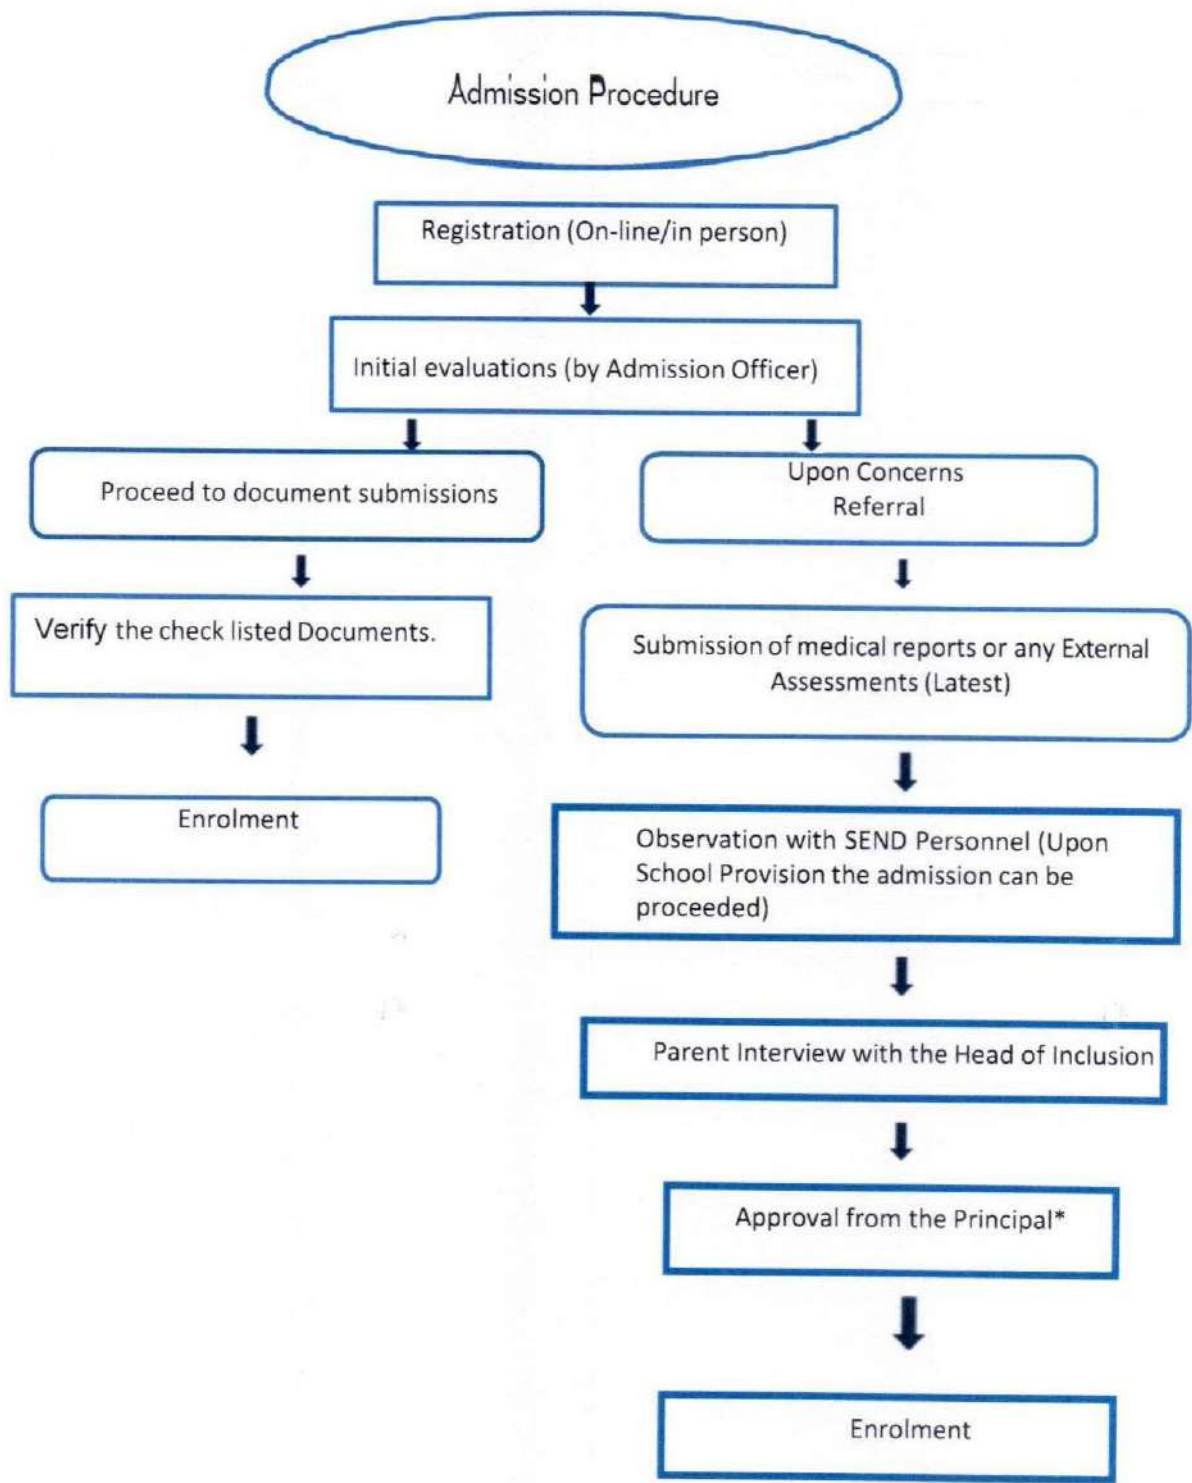 Admission Procedure
Registration (On-line/in person)
Initial evaluations (by Admission Officer)
Proceed to document submissions
Verify the check listed Documents.
Enrolment
Upon Concerns
Referral
Submission of medical reports or any External
Assessments (Latest)
Observation with SEND Personnel (Upon
School Provision the admission can be
proceeded)
Parent Interview with the Head of Inclusion
Approval from the Principal*
Enrolment